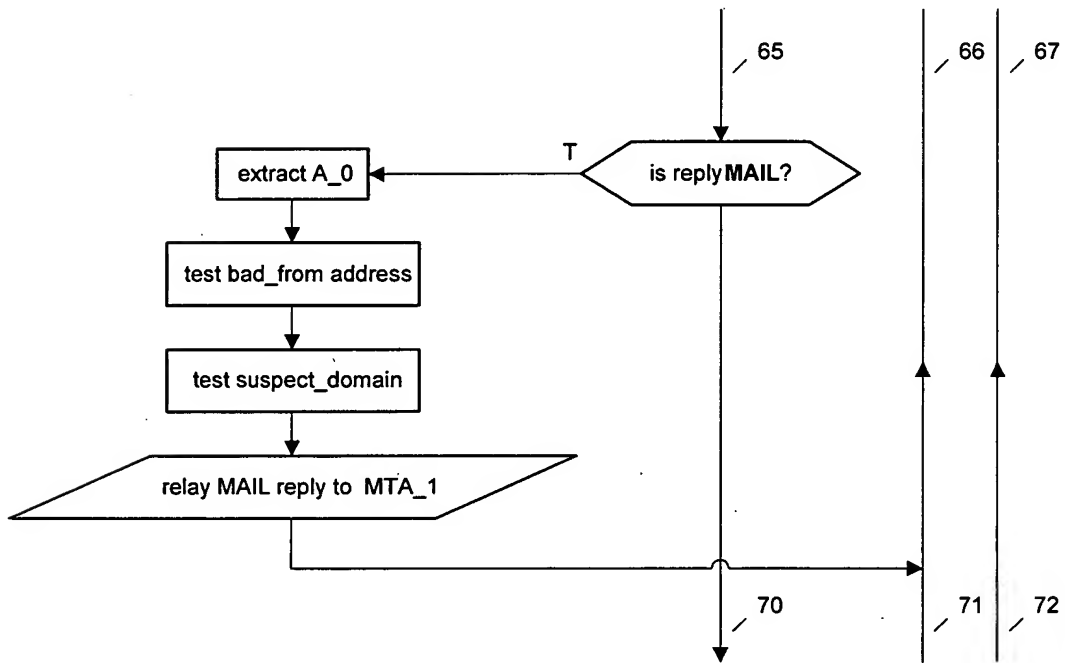 65
66
67
T
extract A_0
is reply MAIL?
test bad_from address
test suspect_domain
relay MAIL reply to MTA_1
70
71
72